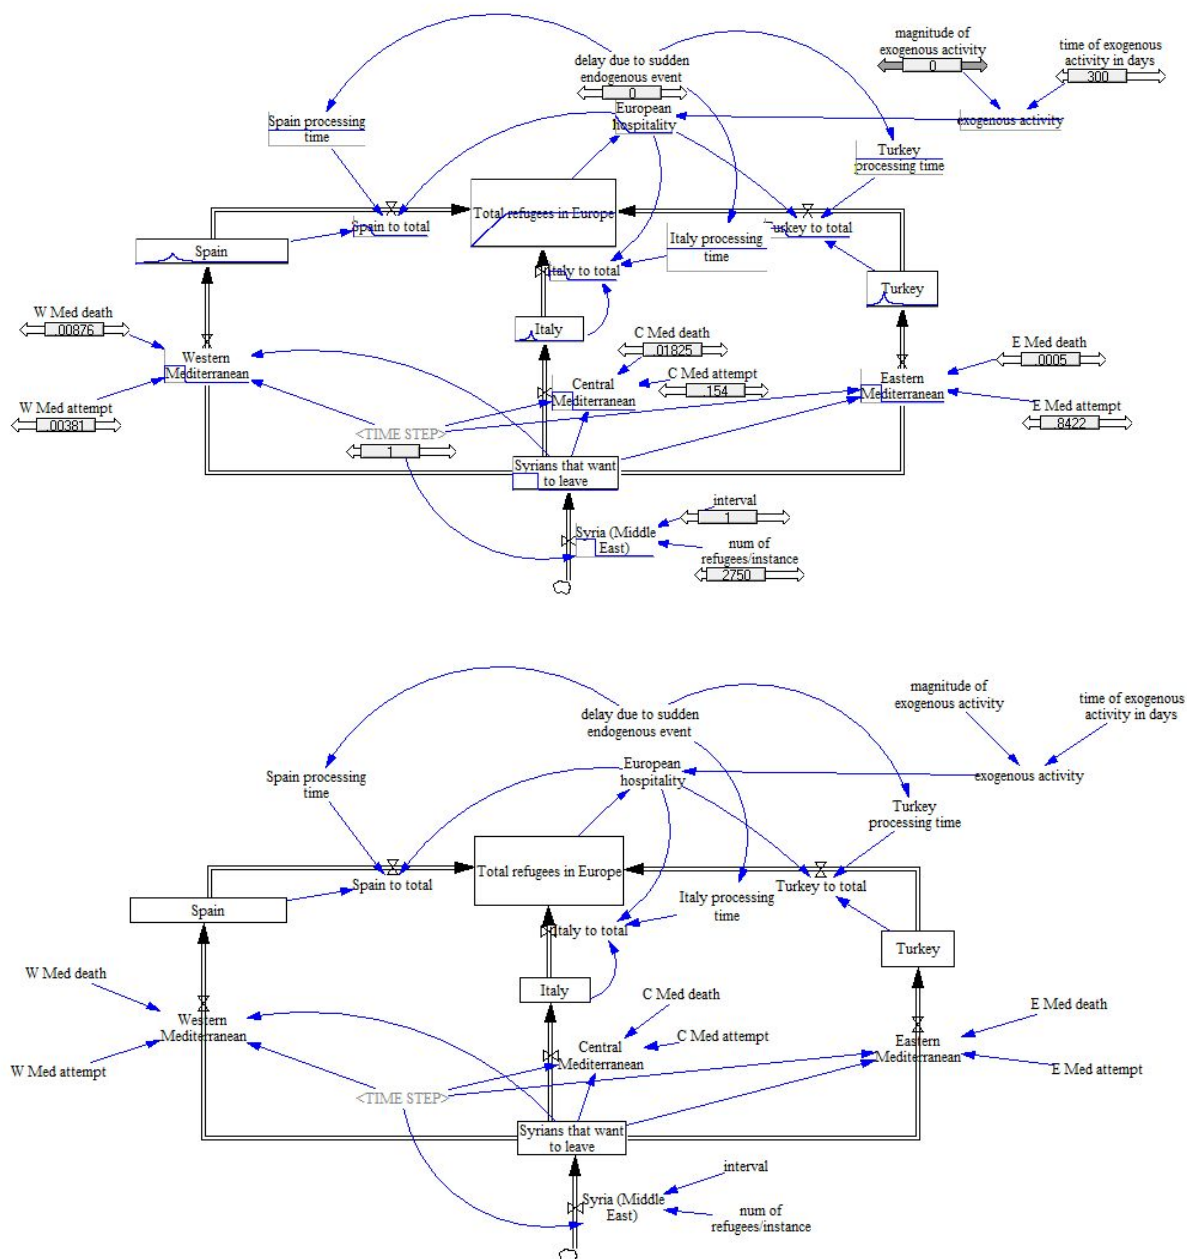 magnitude of
exogenous activity
0
time of exogenous
activity in days
300
delay due to sudden
endogenous event
0
European
hospitality
Spain processing
time
exogenous activity
Turkey
processing time
Total refugees in Europe
Spain to total
urkey to total
Spain
Italy processing
time
Italy to total
Turkey
W Med death
.00876
Italy
C Med death
.01825
E Med death
.0005
Western
Mediterranean
C Med attempt
.154
Central
Mediterranean
Eastern
Mediterranean
W Med attempt
.00381
E Med attempt
.8422
<TIME STEP>
1
Syrians that want
to leave
interval
1
Syria (Middle
East)
num of
refugees/instance
2750
magnitude of
exogenous activity
time of exogenous
activity in days
delay due to sudden
endogenous event
European
hospitality
Spain processing
time
exogenous activity
Turkey
processing time
Total refugees in Europe
Spain to total
Turkey to total
Spain
Italy processing
time
Italy to total
Turkey
W Med death
Italy
C Med death
E Med death
Western
Mediterranean
C Med attempt
Central
Mediterranean
Eastern
Mediterranean
W Med attempt
E Med attempt
<TIME STEP>
Syrians that want
to leave
interval
Syria (Middle
East)
num of
refugees/instance